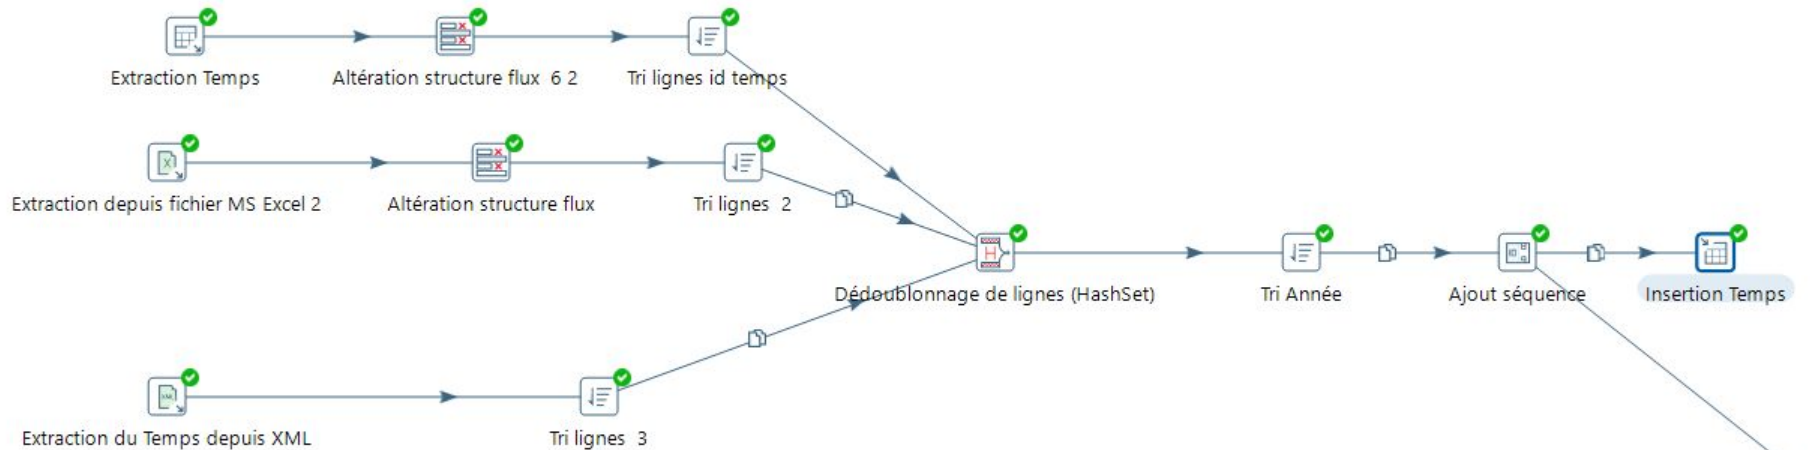 Extraction Temps
Altération structure flux 6 2
Tri lignes id temps
Extraction depuis fichier MS Excel 2
Altération structure flux
Tri lignes 2
Dédoublonnage de lignes (HashSet)
Tri Année
Ajout séquence
Insertion Temps
Extraction du Temps depuis XML
Tri lignes 3